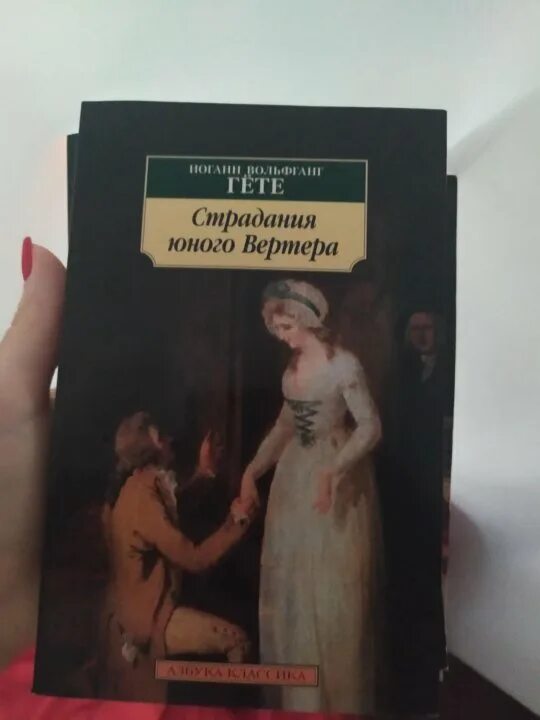 ИОГАНН ВОЛЬФГАНГ
ГЁТЕ
Страдания
юного Вертера
АЗБУКА-КЛАССИКА